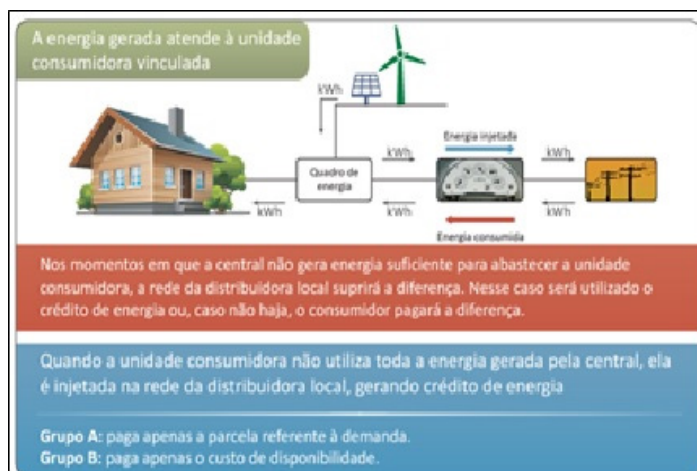 A energia gerada atende à unidade
consumidora vinculada
kWh
kWh
Energia injetada
kWh
kWh
Quadro de
energia
kWh
kWh
kWh
Energia consumida
Nos momentos em que a central não gera energia suficiente para abastecer a unidade
consumidora, a rede da distribuidora local suprirá a diferença. Nesse caso será utilizado o
crédito de energia ou, caso não haja, o consumidor pagará a diferença.
Quando a unidade consumidora não utiliza toda a energia gerada pela central, ela
é injetada na rede da distribuidora local, gerando crédito de energia
Grupo A: paga apenas a parcela referente à demanda.
Grupo B: paga apenas o custo de disponibilidade.